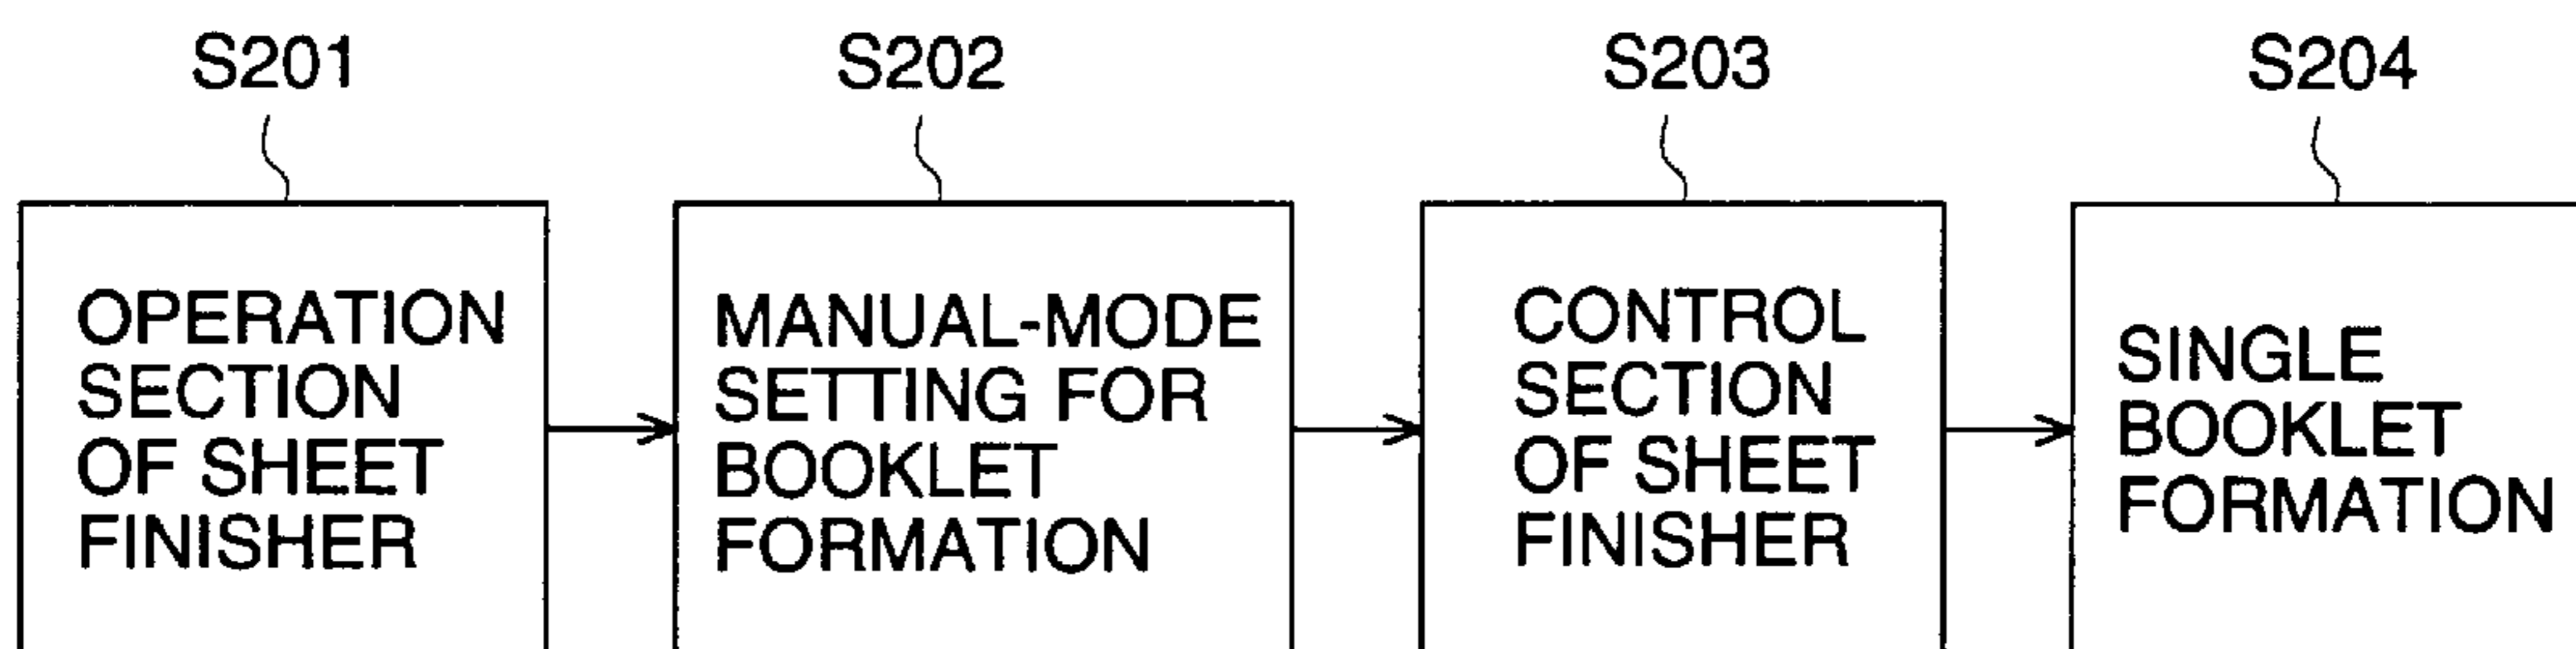 S201
S202
S203
S204
OPERATION
SECTION
OF SHEET
FINISHER
MANUAL-MODE
SETTING FOR
BOOKLET
FORMATION
CONTROL
SECTION
OF SHEET
FINISHER
SINGLE
BOOKLET
FORMATION